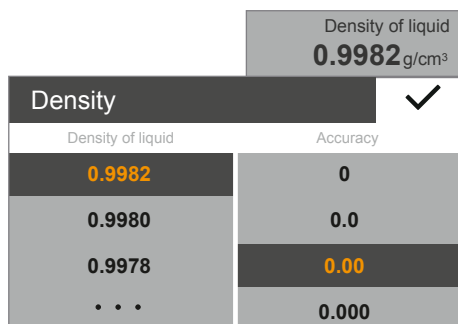 Density of liquid
0.9982 g/cm³
Density
Density of liquid Accuracy
0.9982 0
0.9980 0.0
0.9978 0.00
• • • 0.000